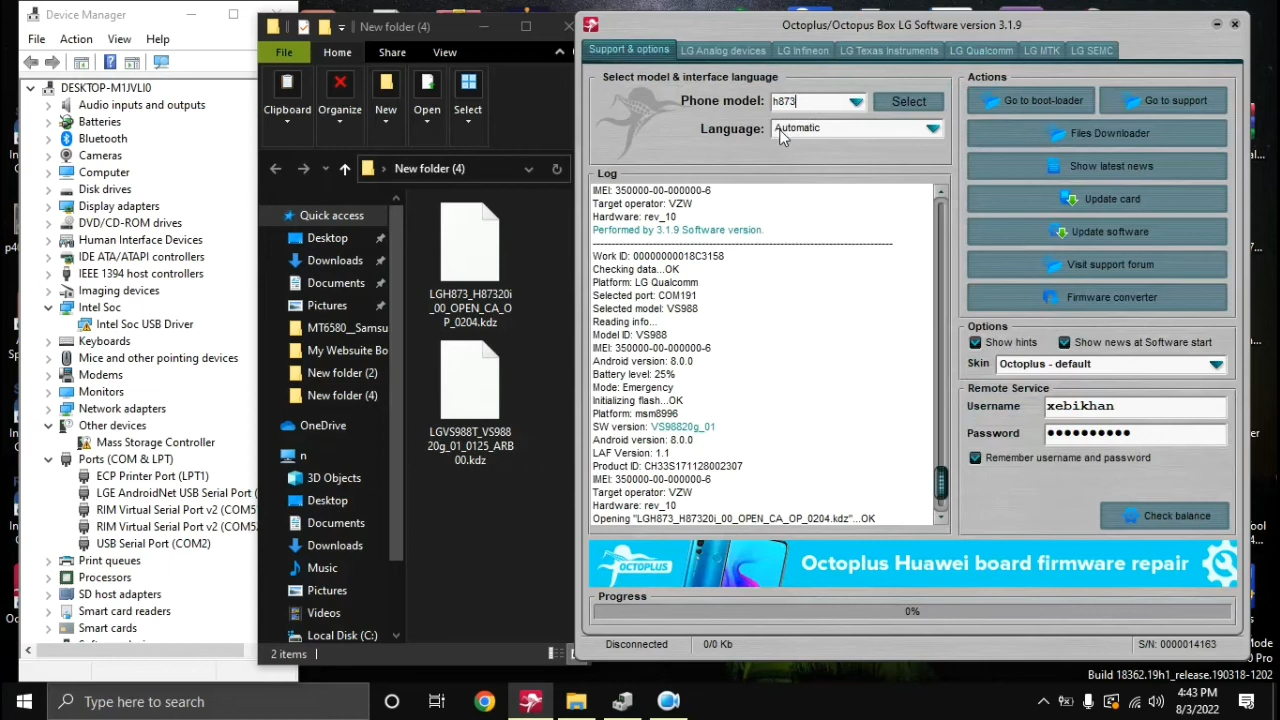 Device Manager
File Action View Help
DESKTOP-M1JVLI0
Audio inputs and outputs
Batteries
Bluetooth
Cameras
Computer
Disk drives
Display adapters
DVD/CD-ROM drives
Human Interface Devices
IDE ATA/ATAPI controllers
IEEE 1394 host controllers
Imaging devices
Intel Soc
Intel Soc USB Driver
Keyboards
Mice and other pointing devices
Modems
Monitors
Network adapters
Other devices
Mass Storage Controller
Ports (COM & LPT)
ECP Printer Port (LPT1)
LGE AndroidNet USB Serial Port (
RIM Virtual Serial Port v2 (COM5
RIM Virtual Serial Port v2 (COM5
USB Serial Port (COM2)
Print queues
Processors
SD host adapters
Smart card readers
Smart cards
New folder (4)
File Home Share View
Clipboard Organize New Open Select
New folder (4)
Quick access
Desktop
Downloads
Documents
Pictures
MT6580__Samsu
My Websuite Bo
New folder (2)
New folder (4)
OneDrive
n
3D Objects
Desktop
Documents
Downloads
Music
Pictures
Videos
Local Disk (C:)
LGH873_H87320i
_00_OPEN_CA_O
P_0204.kdz
LGVS988T_VS988
20g_01_0125_ARB
00.kdz
2 items
Octoplus/Octopus Box LG Software version 3.1.9
Support & options LG Analog devices LG Infineon LG Texas Instruments LG Qualcomm LG MTK LG SEMC
Select model & interface language
Phone model: h873 Select
Language: Automatic
Log
IMEI: 350000-00-000000-6
Target operator: VZW
Hardware: rev_10
Performed by 3.1.9 Software version.
Work ID: 00000000018C3158
Checking data...OK
Platform: LG Qualcomm
Selected port: COM191
Selected model: VS988
Reading info...
Model ID: VS988
IMEI: 350000-00-000000-6
Android version: 8.0.0
Battery level: 25%
Mode: Emergency
Initializing flash...OK
Platform: msm8996
SW version: VS98820g_01
Android version: 8.0.0
LAF Version: 1.1
Product ID: CH33S171128002307
IMEI: 350000-00-000000-6
Target operator: VZW
Hardware: rev_10
Opening "LGH873_H87320i_00_OPEN_CA_OP_0204.kdz"...OK
Actions
Go to boot-loader Go to support
Files Downloader
Show latest news
Update card
Update software
Visit support forum
Firmware converter
Options
Show hints Show news at Software start
Skin Octoplus - default
Remote Service
Username xebikhan
Password ●●●●●●●●●●
Remember username and password
Check balance
OCTOPLUS Octoplus Huawei board firmware repair
Progress
0%
Disconnected 0/0 Kb S/N: 0000014163
Build 18362.19h1_release.190318-1202
Type here to search
4:43 PM
8/3/2022